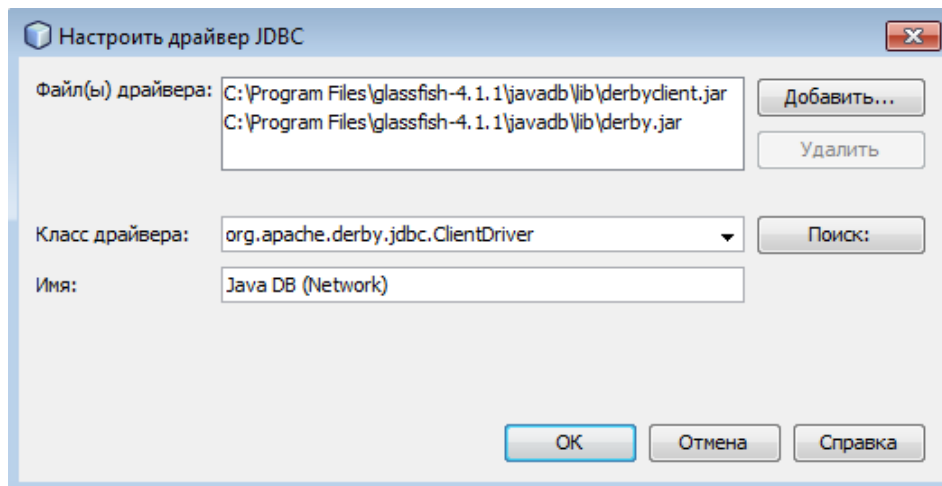 Настроить драйвер JDBC
Файл(ы) драйвера:
C:\Program Files\glassfish-4.1.1\javadb\lib\derbyclient.jar
C:\Program Files\glassfish-4.1.1\javadb\lib\derby.jar
Добавить...
Удалить
Класс драйвера:
org.apache.derby.jdbc.ClientDriver
Поиск:
Имя:
Java DB (Network)
OK
Отмена
Справка